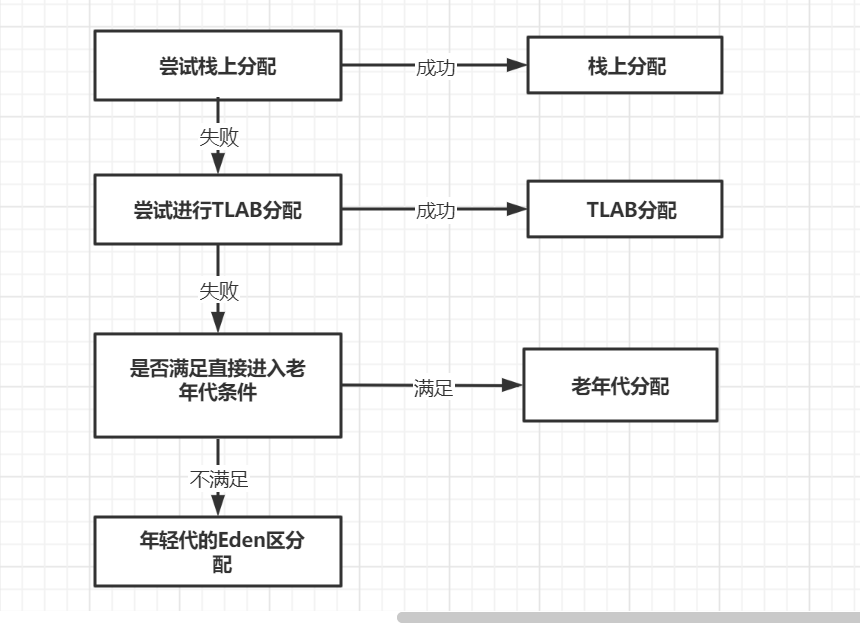 尝试栈上分配
成功
栈上分配
失败
尝试进行TLAB分配
成功
TLAB分配
失败
是否满足直接进入老
年代条件
满足
老年代分配
不满足
年轻代的Eden区分
配